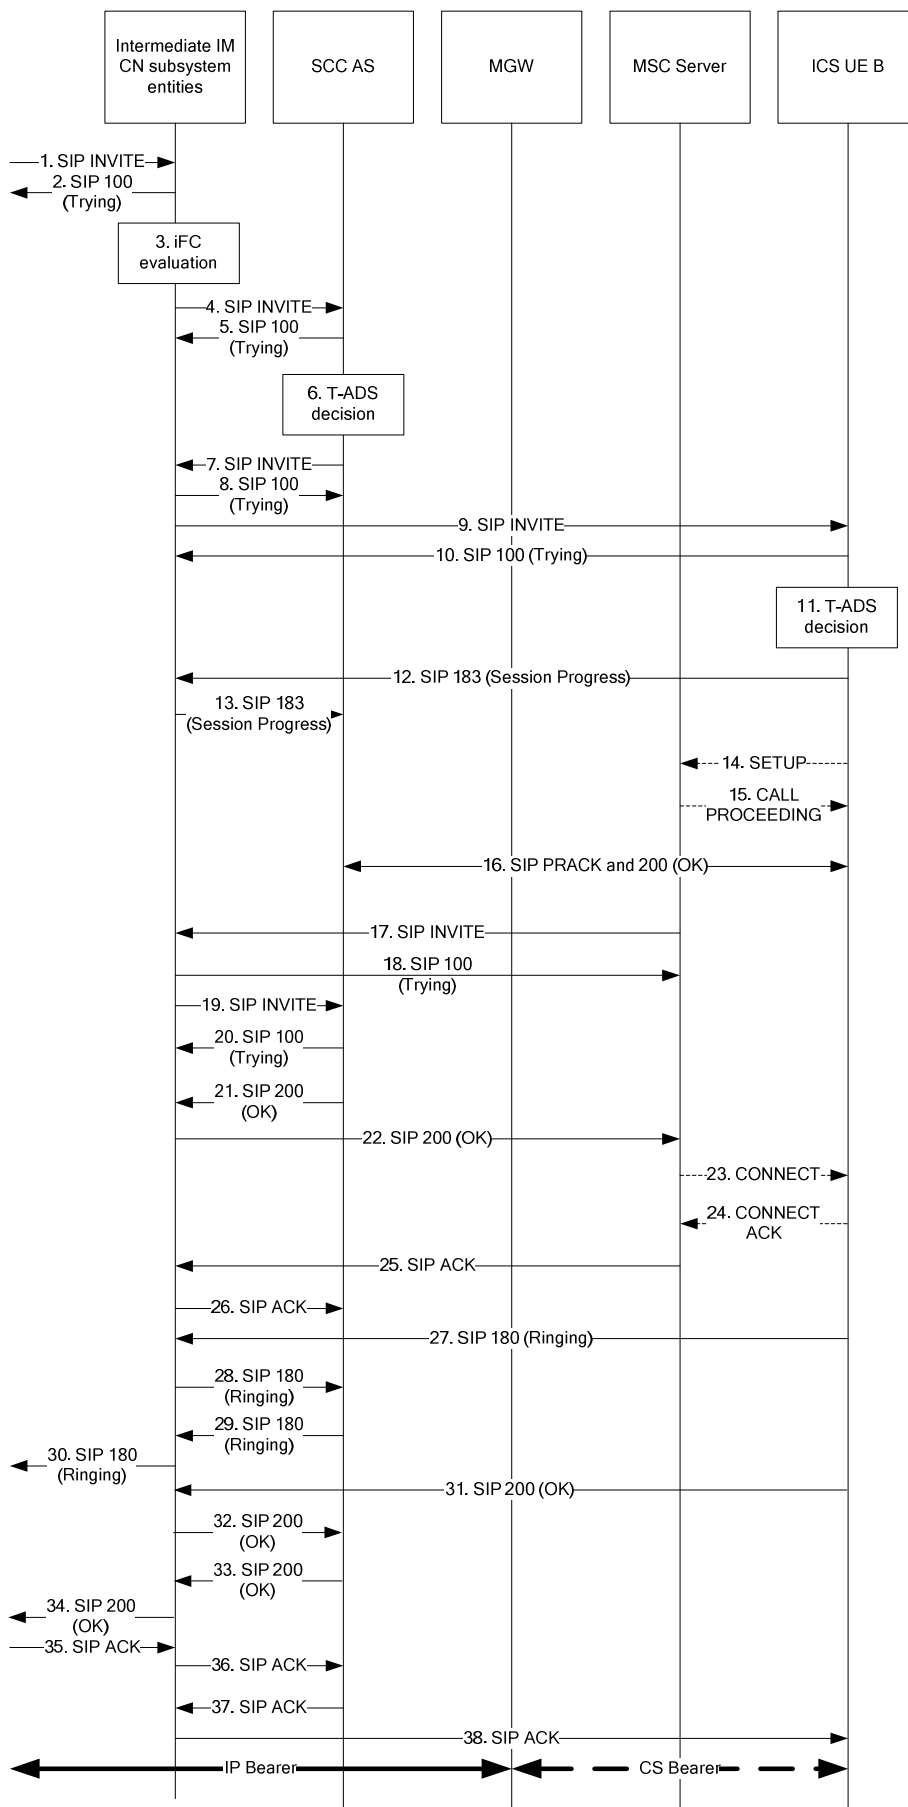 Intermediate IM
CN subsystem
entities
SCC AS
MGW
MSC Server
ICS UE B
1. SIP INVITE
2. SIP 100
(Trying)
3. iFC
evaluation
4. SIP INVITE
5. SIP 100
(Trying)
6. T-ADS
decision
7. SIP INVITE
8. SIP 100
(Trying)
9. SIP INVITE
10. SIP 100 (Trying)
11. T-ADS
decision
12. SIP 183 (Session Progress)
13. SIP 183
(Session Progress)
14. SETUP
15. CALL
PROCEEDING
16. SIP PRACK and 200 (OK)
17. SIP INVITE
18. SIP 100
(Trying)
19. SIP INVITE
20. SIP 100
(Trying)
21. SIP 200
(OK)
22. SIP 200 (OK)
23. CONNECT
24. CONNECT
ACK
25. SIP ACK
26. SIP ACK
27. SIP 180 (Ringing)
28. SIP 180
(Ringing)
29. SIP 180
(Ringing)
30. SIP 180
(Ringing)
31. SIP 200 (OK)
32. SIP 200
(OK)
33. SIP 200
(OK)
34. SIP 200
(OK)
35. SIP ACK
36. SIP ACK
37. SIP ACK
38. SIP ACK
IP Bearer
CS Bearer